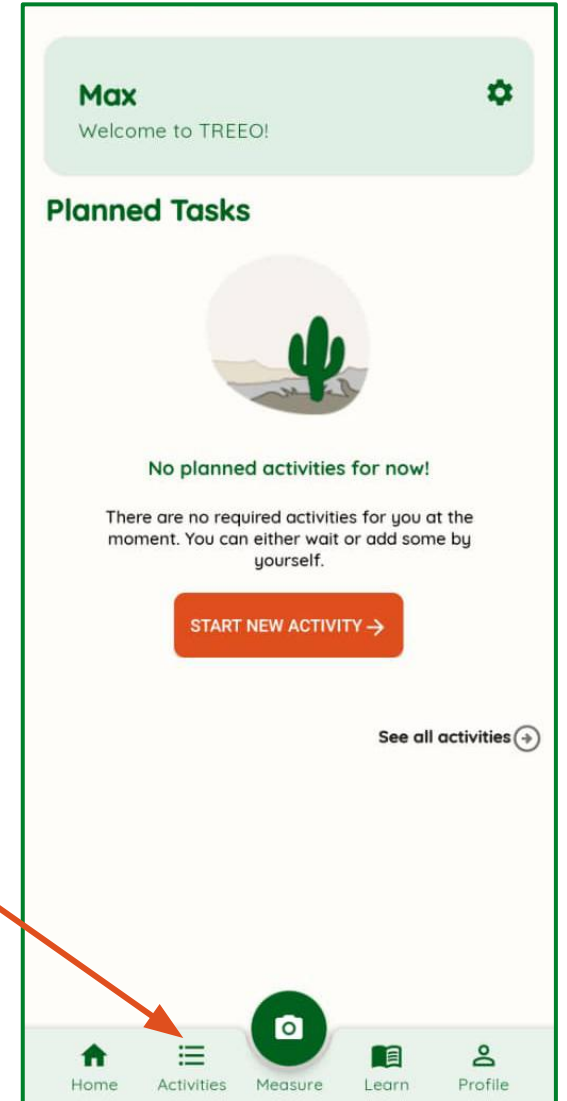 Max
Welcome to TREEO!
Planned Tasks
No planned activities for now!
There are no required activities for you at the
moment. You can either wait or add some by
yourself.
START NEW ACTIVITY →
See all activities
Home Activities Measure Learn Profile